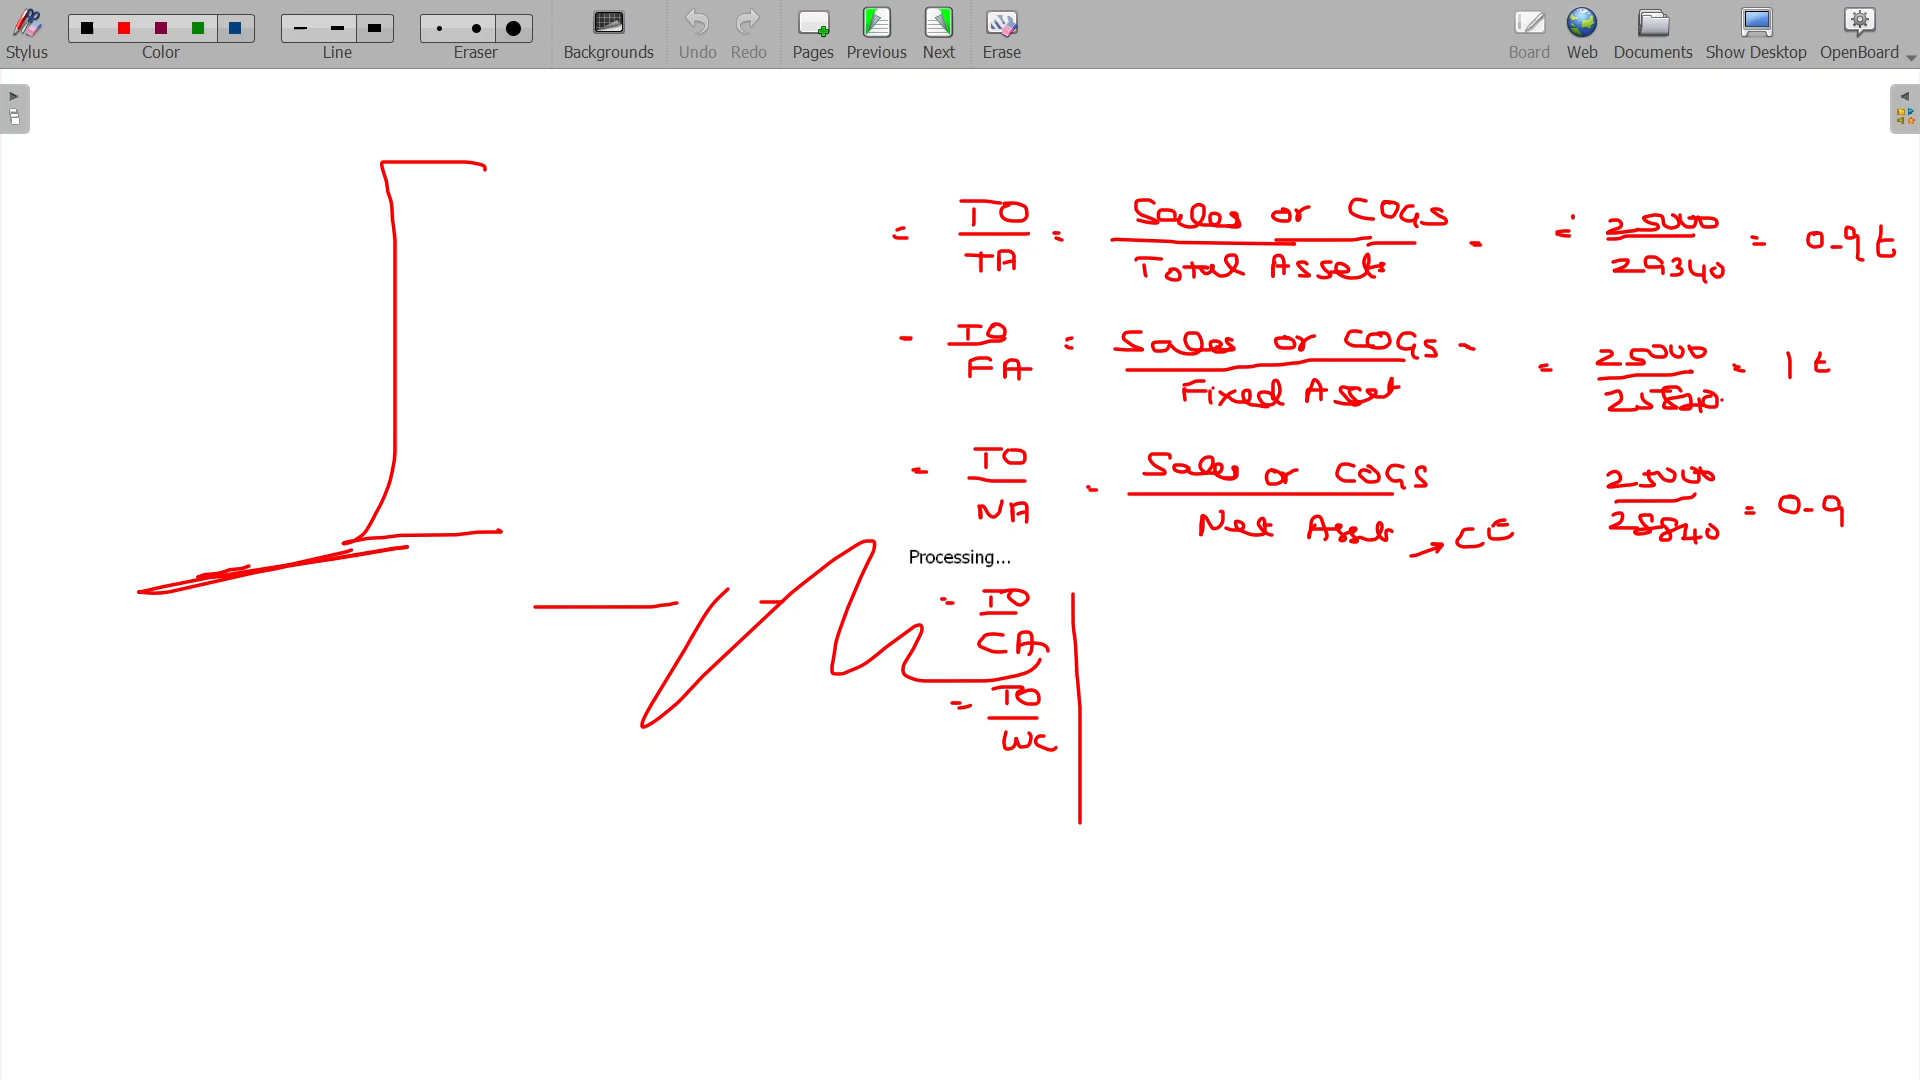 Stylus Color Line Eraser Backgrounds Undo Redo Pages Previous Next Erase Board Web Documents Show Desktop OpenBoard
= TO/TA = Sales or COGS / Total Assets - = 25000/29340 = 0-9 t
- TO/FA = Sales or COGS / Fixed Asset - = 25000/25840 = 1 t
= TO/NA = Sales or COGS / Net Assets → CE 25000/25840 = 0-9
Processing...
= TO/CA
= TO/WC